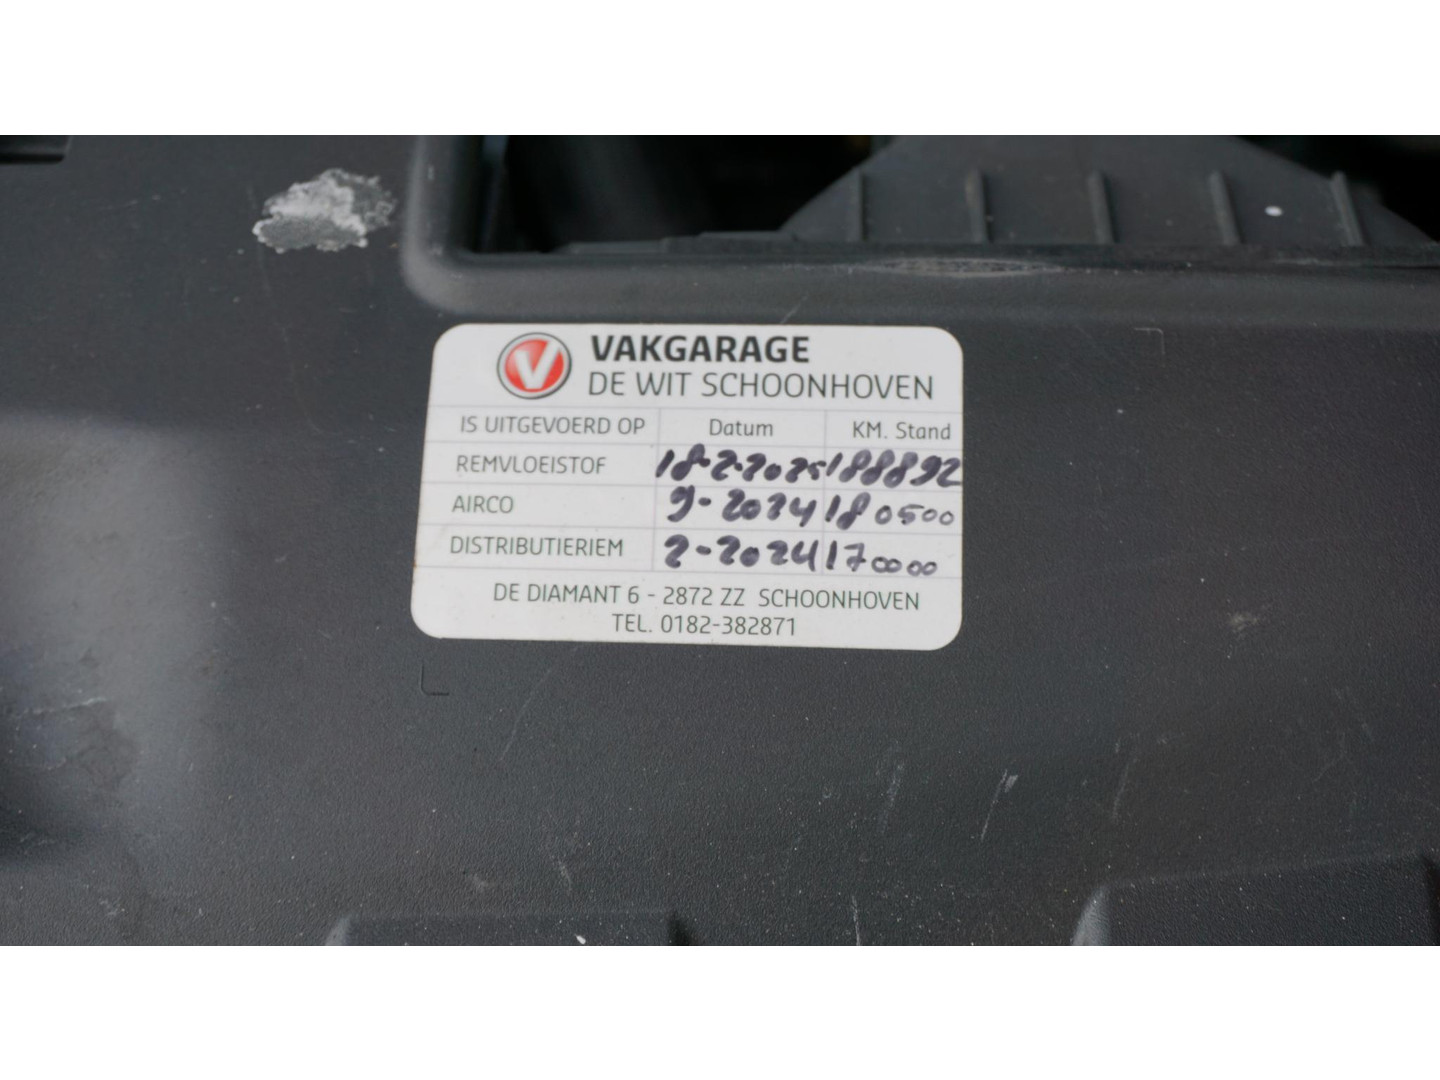 V VAKGARAGE
DE WIT SCHOONHOVEN
IS UITGEVOERD OP Datum KM. Stand
REMVLOEISTOF 18-2-2025 188892
AIRCO 9-2024 180500
DISTRIBUTIERIEM 2-2024 170000
DE DIAMANT 6 - 2872 ZZ SCHOONHOVEN
TEL. 0182-382871